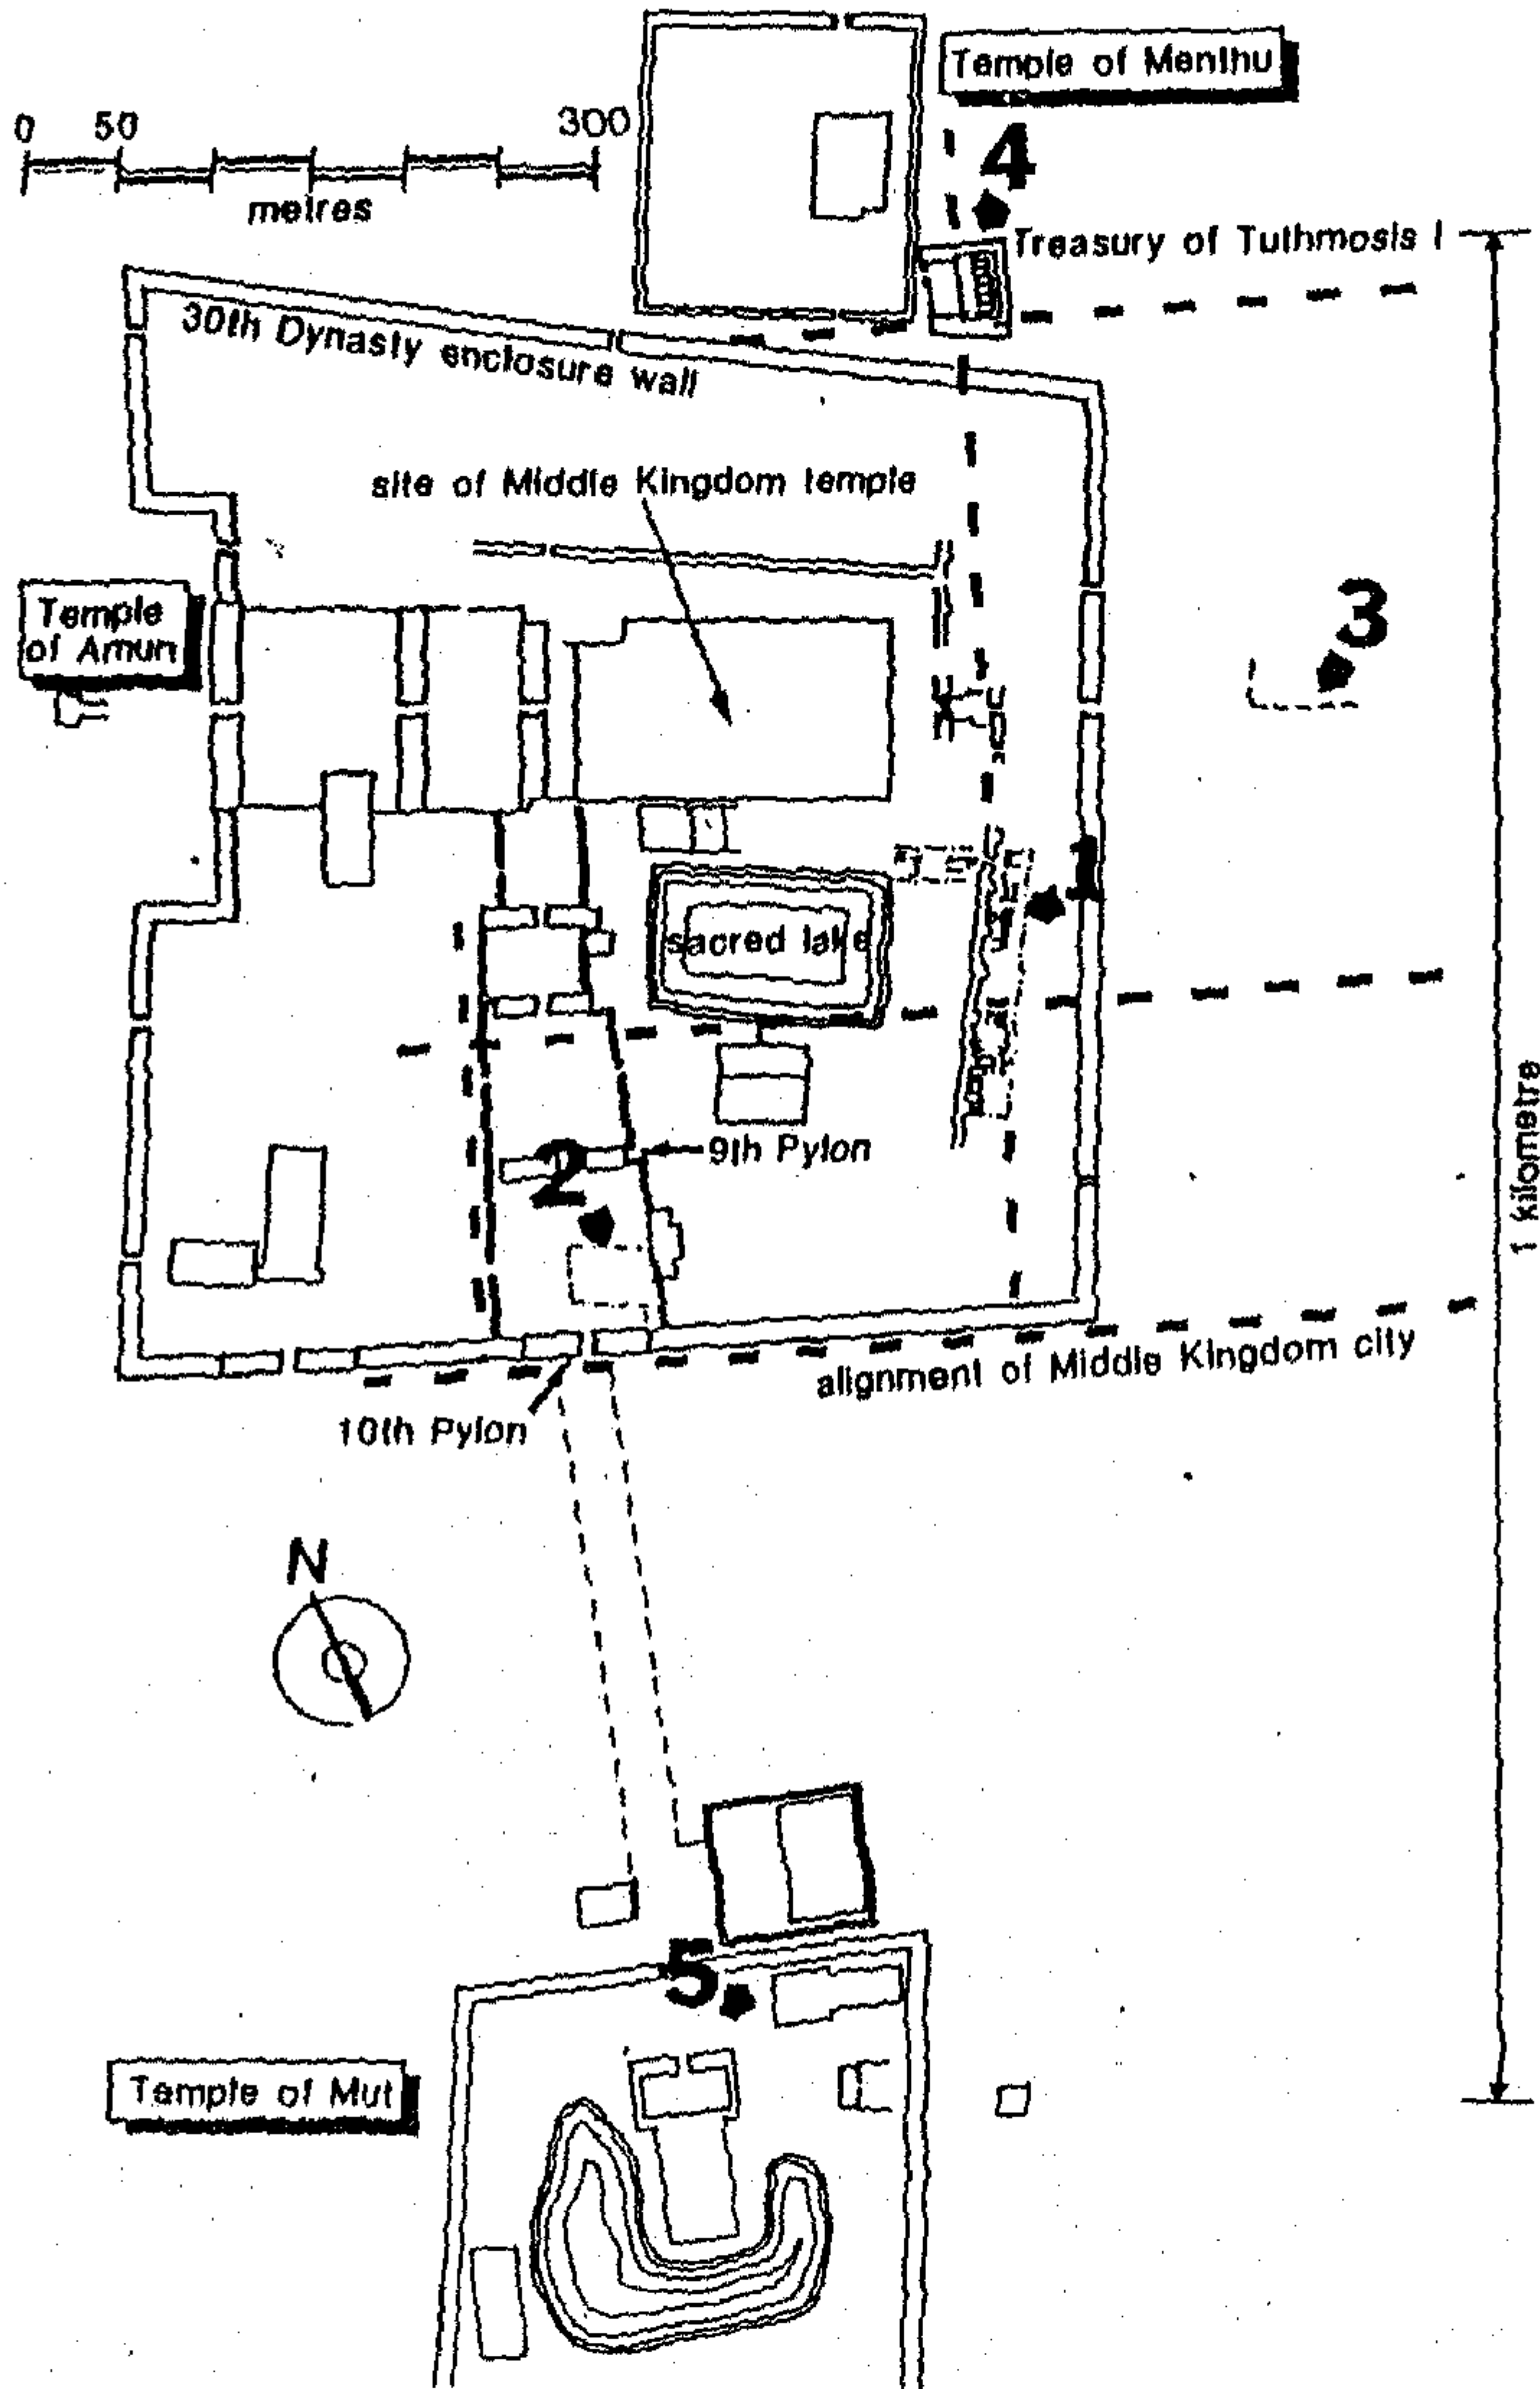 Temple of Menthu
0 50 300
metres
4
Treasury of Tuthmosis I
30th Dynasty enclosure wall
site of Middle Kingdom temple
Temple
of Amun
3
1
sacred lake
9th Pylon
2
1 kilometre
alignment of Middle Kingdom city
10th Pylon
N
5
Temple of Mut